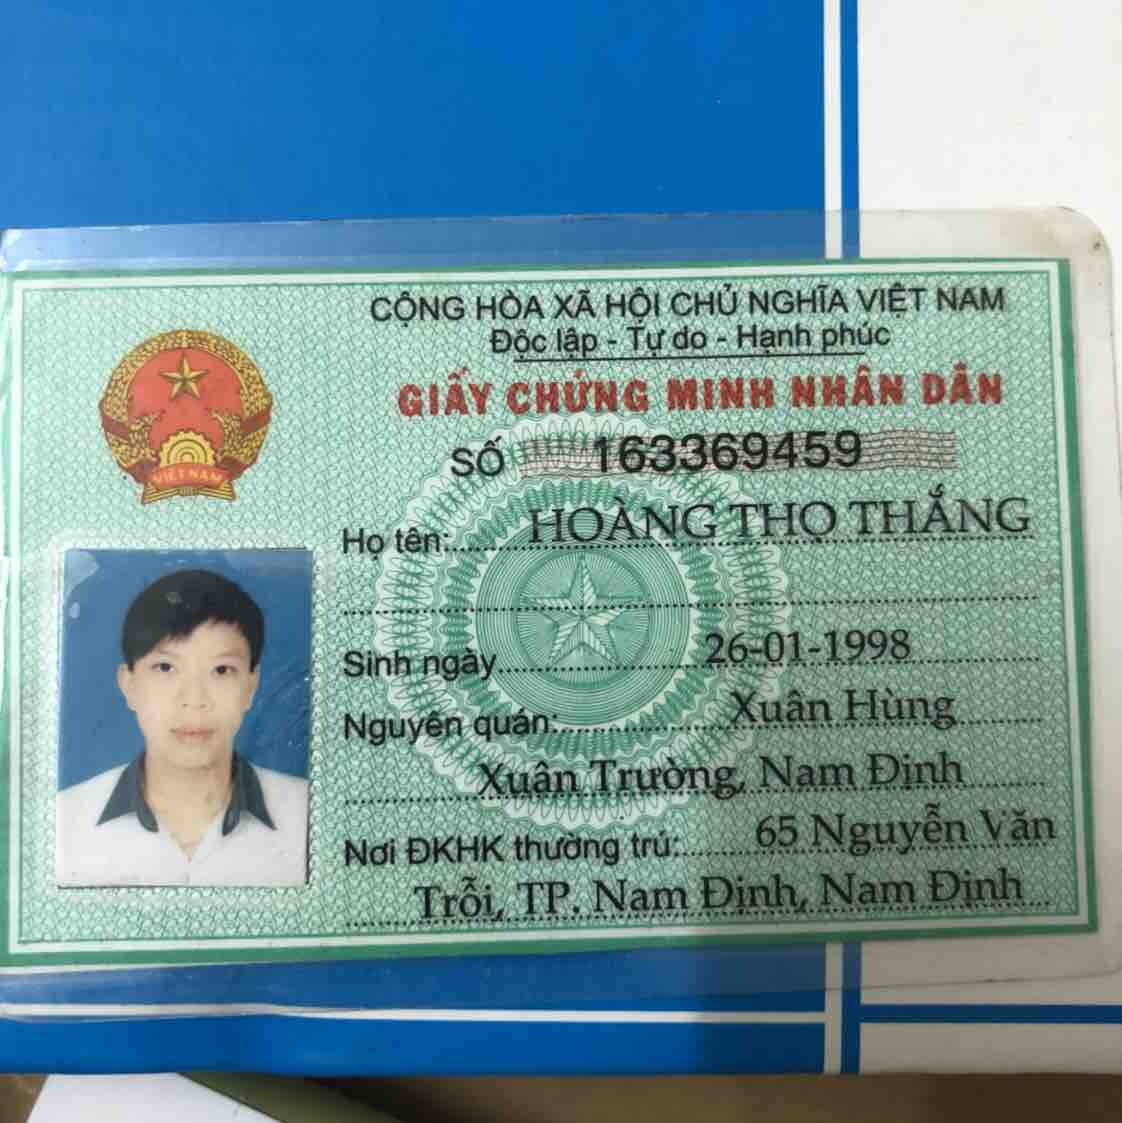 CỘNG HÒA XÃ HỘI CHỦ NGHĨA VIỆT NAM
Độc lập - Tự do - Hạnh phúc
GIẤY CHỨNG MINH NHÂN DÂN
SỐ 163369459
VIỆT NAM
Họ tên: HOÀNG THỌ THẮNG
Sinh ngày 26-01-1998
Nguyên quán: Xuân Hùng
Xuân Trường, Nam Định
Nơi ĐKHK thường trú: 65 Nguyễn Văn
Trỗi, TP. Nam Định, Nam Định